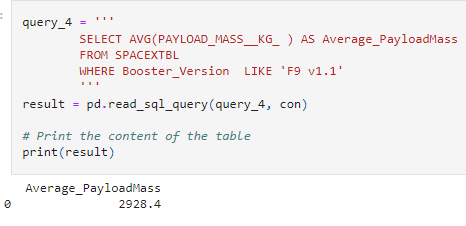 query_4 = '''
SELECT AVG(PAYLOAD_MASS__KG_ ) AS Average_PayloadMass
FROM SPACEXTBL
WHERE Booster_Version  LIKE 'F9 v1.1'
'''
result = pd.read_sql_query(query_4, con)
# Print the content of the table
print(result)
Average_PayloadMass
0 2928.4